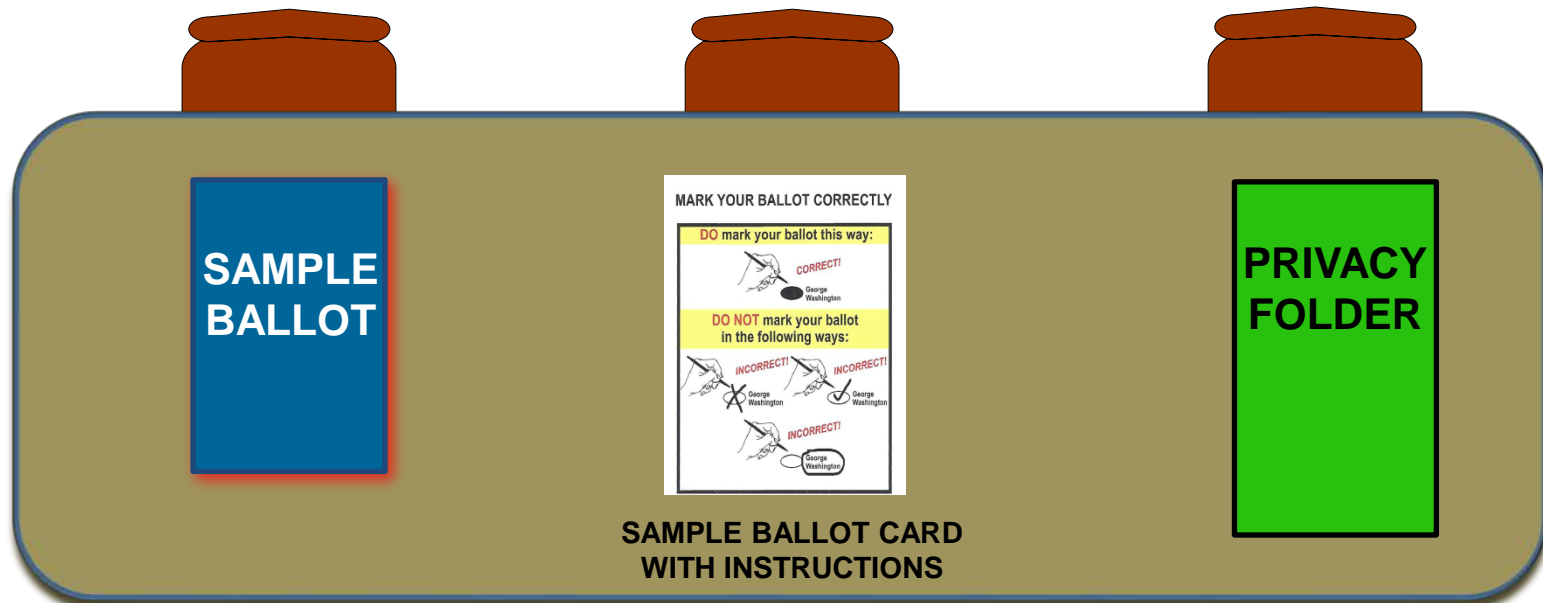 SAMPLE
BALLOT
MARK YOUR BALLOT CORRECTLY
DO mark your ballot this way:
CORRECT!
George
Washington
DO NOT mark your ballot
in the following ways:
INCORRECT!
George
Washington
INCORRECT!
George
Washington
INCORRECT!
George
Washington
SAMPLE BALLOT CARD
WITH INSTRUCTIONS
PRIVACY
FOLDER